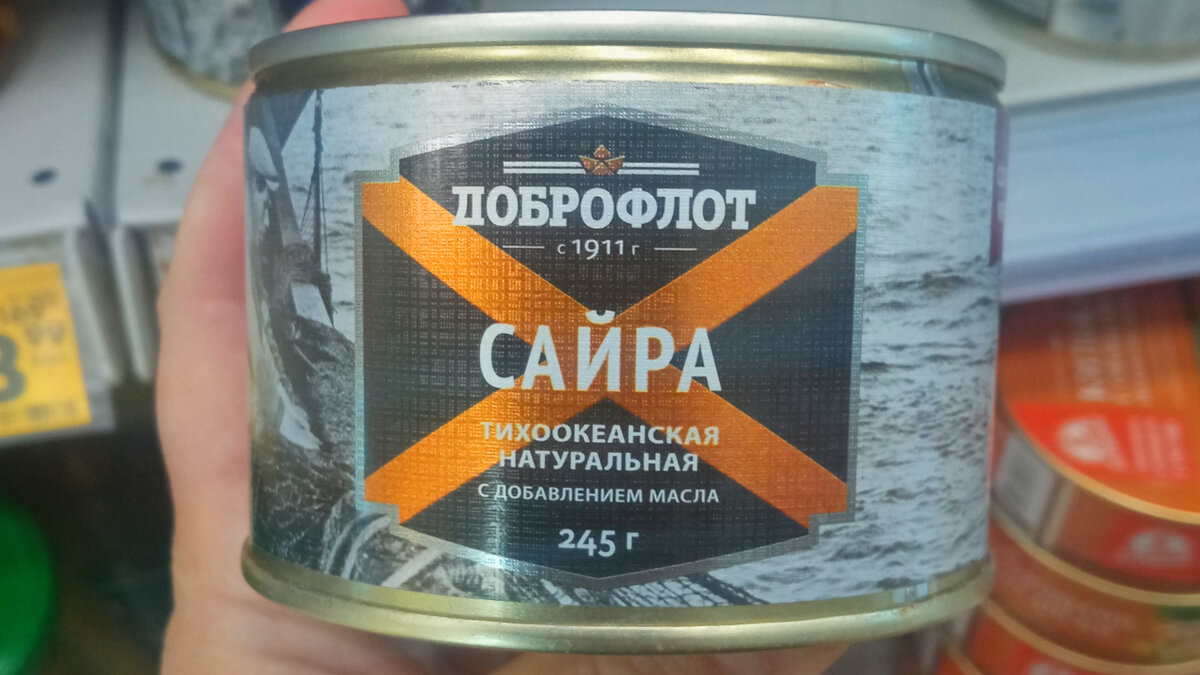 ДОБРОФЛОТ
с 1911 г
САЙРА
ТИХООКЕАНСКАЯ
НАТУРАЛЬНАЯ
С ДОБАВЛЕНИЕМ МАСЛА
245 г